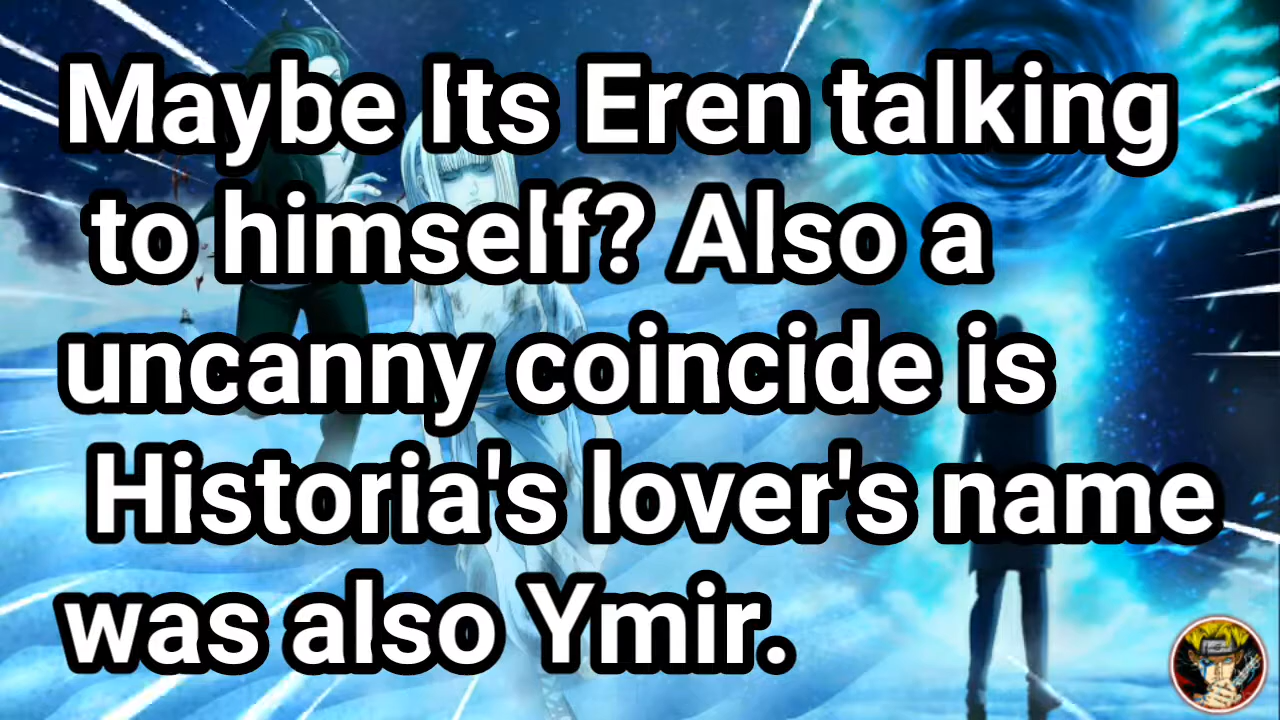 Maybe Its Eren talking
to himself? Also a
uncanny coincide is
Historia's lover's name
was also Ymir.